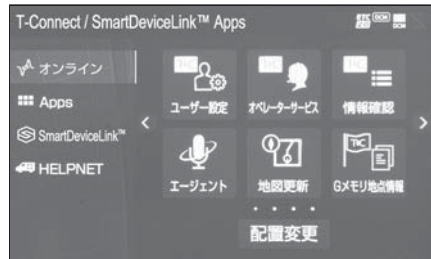 T-Connect / SmartDeviceLink™ Apps
オンライン
Apps
SmartDeviceLink™
HELPNET
ユーザー設定
オペレーターサービス
情報確認
エージェント
地図更新
Gメモリ地点情報
配置変更